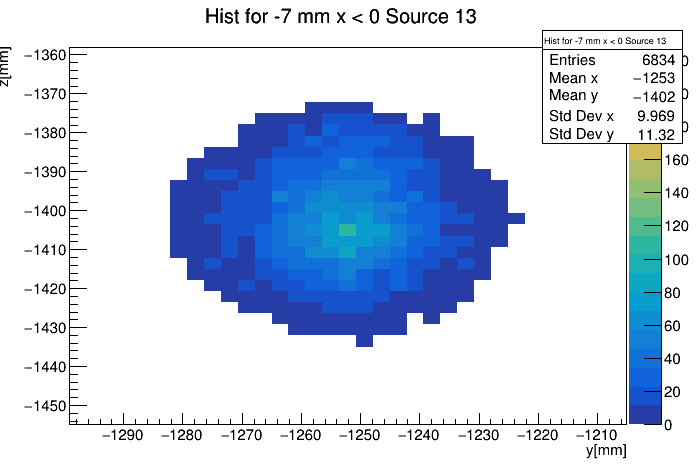 Hist for -7 mm x < 0 Source 13
Hist for -7 mm x < 0 Source 13
Entries 6834
Mean x −1253
Mean y −1402
Std Dev x 9.969
Std Dev y 11.32
z[mm]
−1360
−1370
−1380
−1390
−1400
−1410
−1420
−1430
−1440
−1450
−1290 −1280 −1270 −1260 −1250 −1240 −1230 −1220 −1210
y[mm]
160
140
120
100
80
60
40
20
0